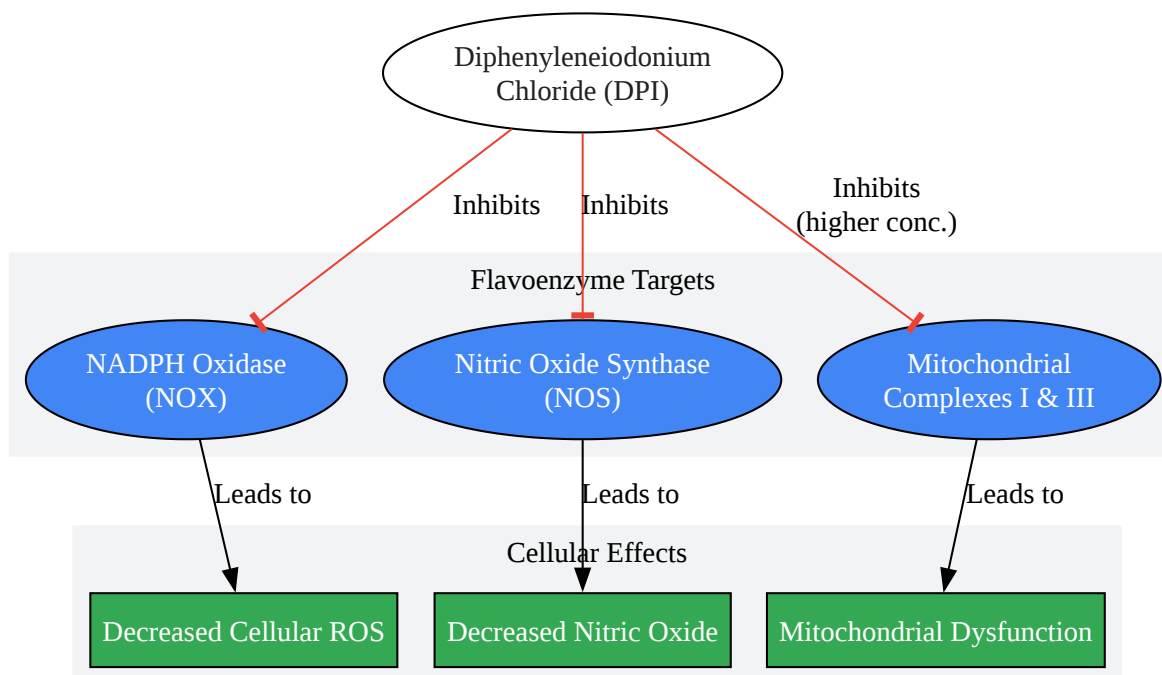 Diphenyleneiodonium
Chloride (DPI)
Inhibits
Inhibits
Inhibits
(higher conc.)
Flavoenzyme Targets
NADPH Oxidase
(NOX)
Nitric Oxide Synthase
(NOS)
Mitochondrial
Complexes I & III
Leads to
Leads to
Leads to
Cellular Effects
Decreased Cellular ROS
Decreased Nitric Oxide
Mitochondrial Dysfunction